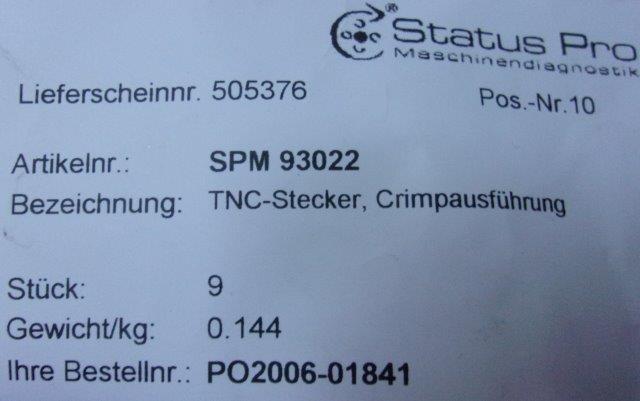 Status Pro®
Maschinendiagnostik
Lieferscheinnr. 505376
Pos.-Nr.10
Artikelnr.: SPM 93022
Bezeichnung: TNC-Stecker, Crimpausführung
Stück: 9
Gewicht/kg: 0.144
Ihre Bestellnr.: PO2006-01841